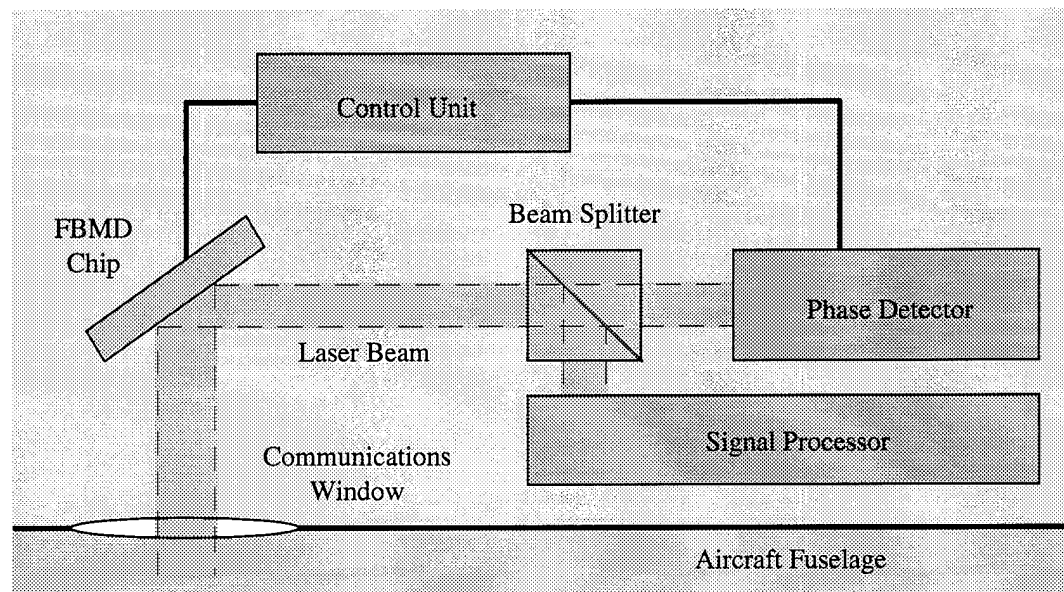 Control Unit
Beam Splitter
FBMD
Chip
Phase Detector
Laser Beam
Signal Processor
Communications
Window
Aircraft Fuselage